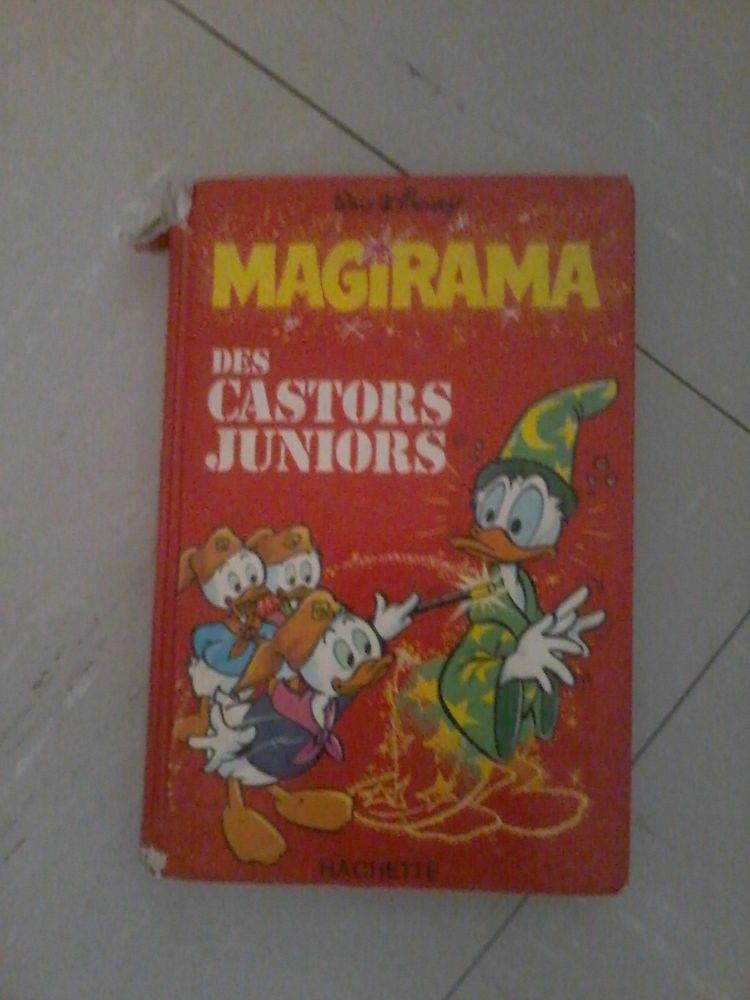 Walt Disney
MAGIRAMA
DES
CASTORS
JUNIORS
HACHETTE